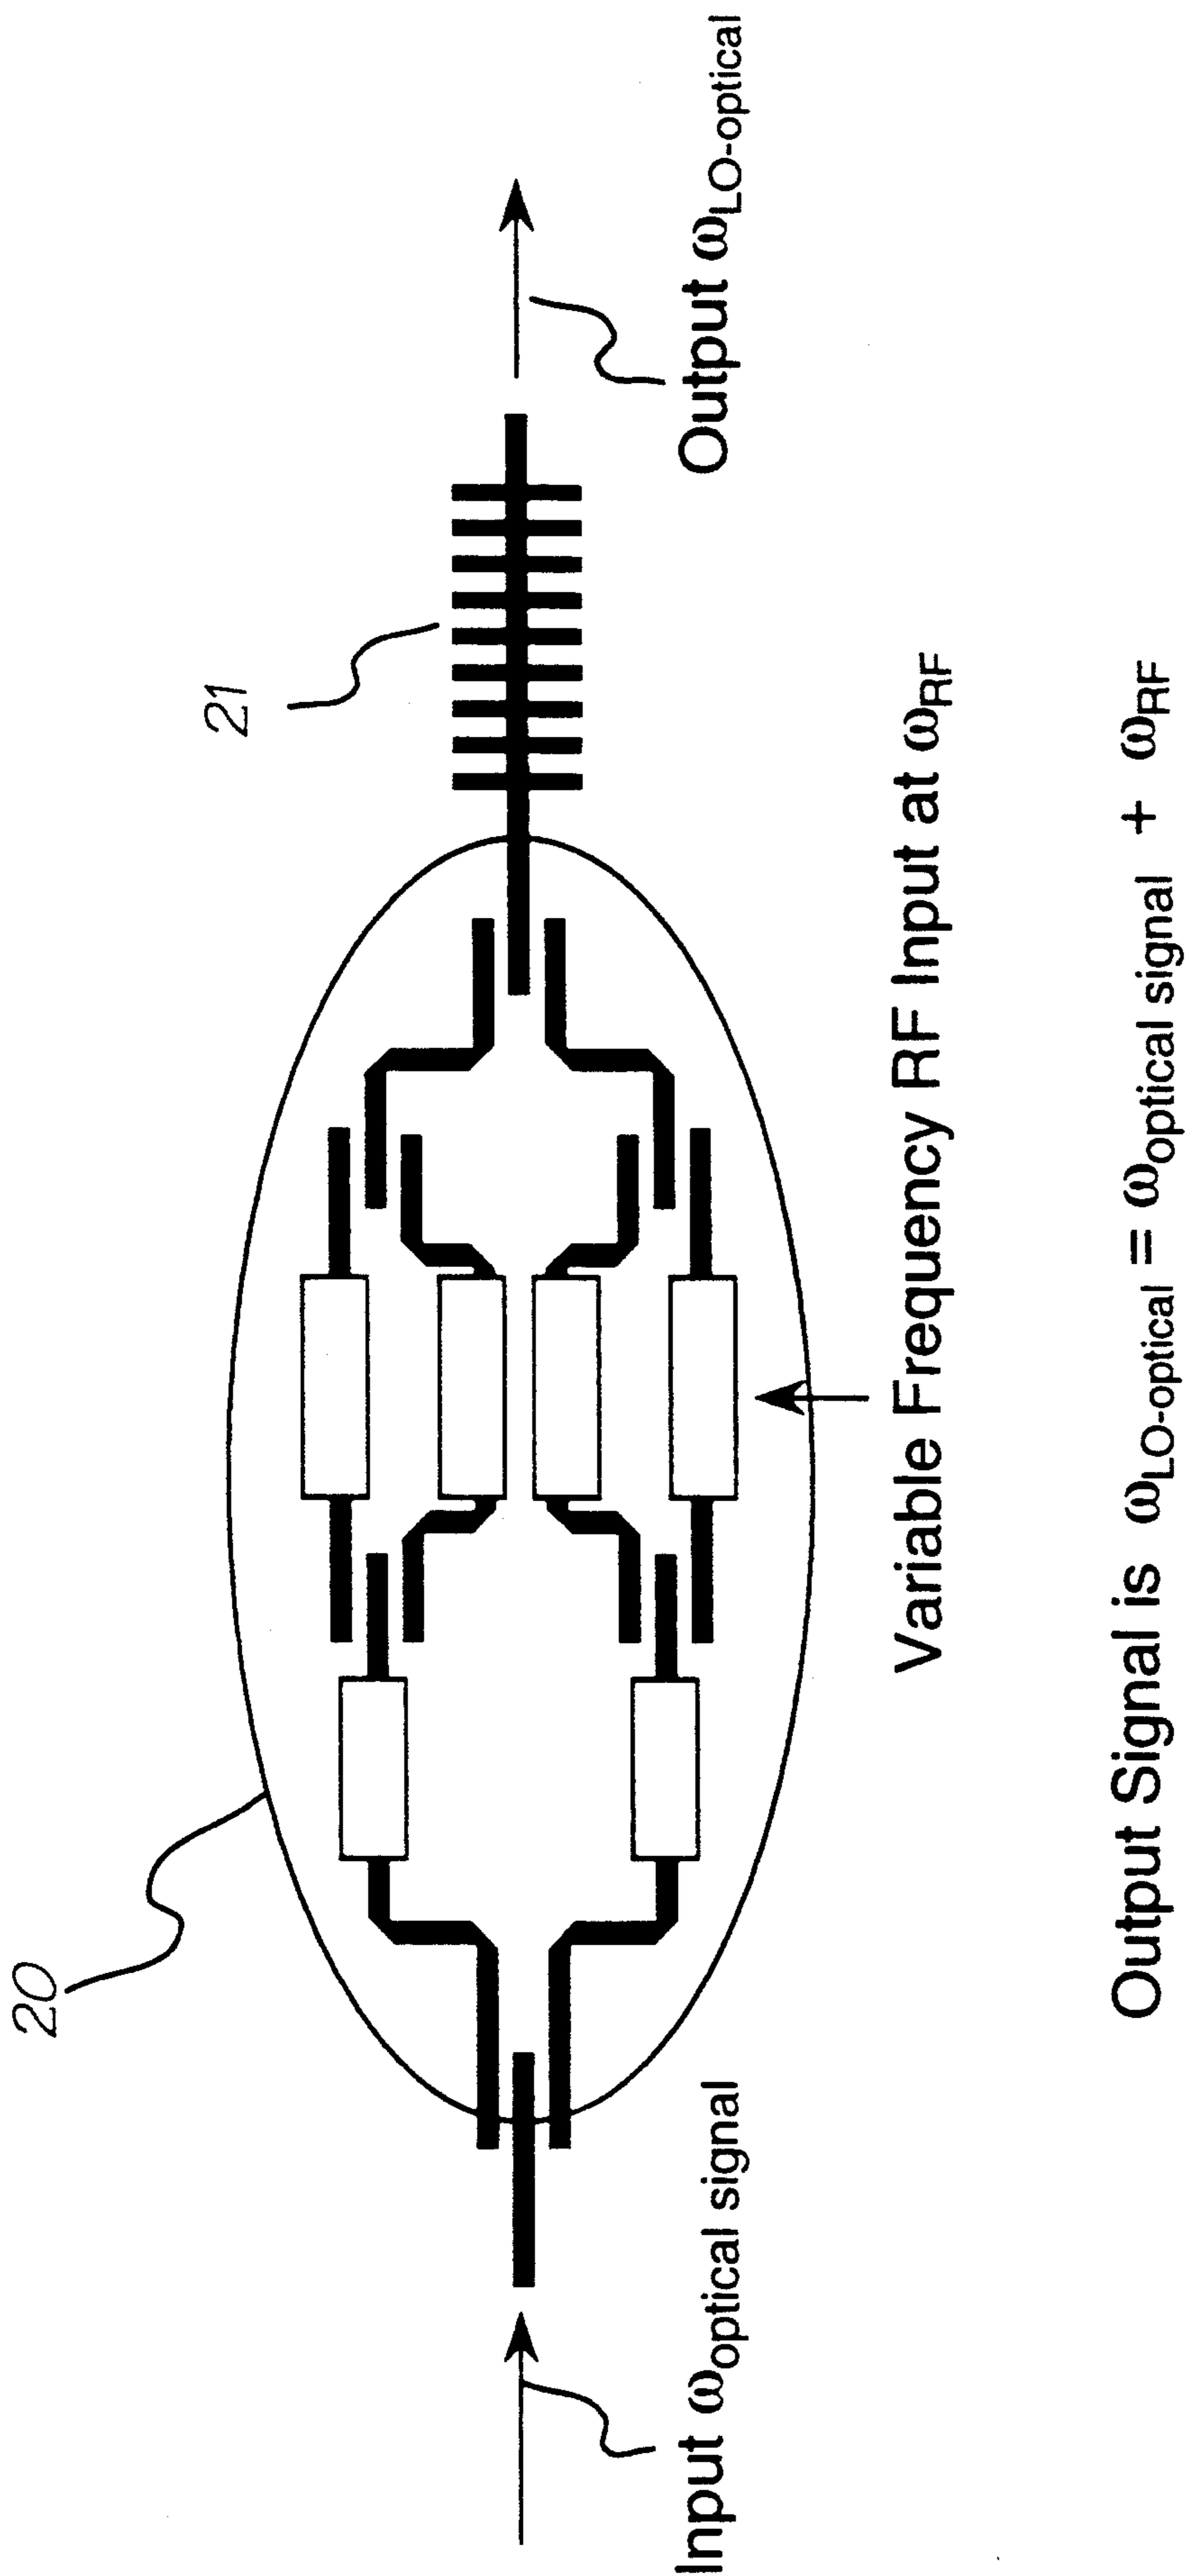 20
21
Input ωoptical signal
Output ωLO-optical
Variable Frequency RF Input at ωRF
Output Signal is ωLO-optical = ωoptical signal + ωRF